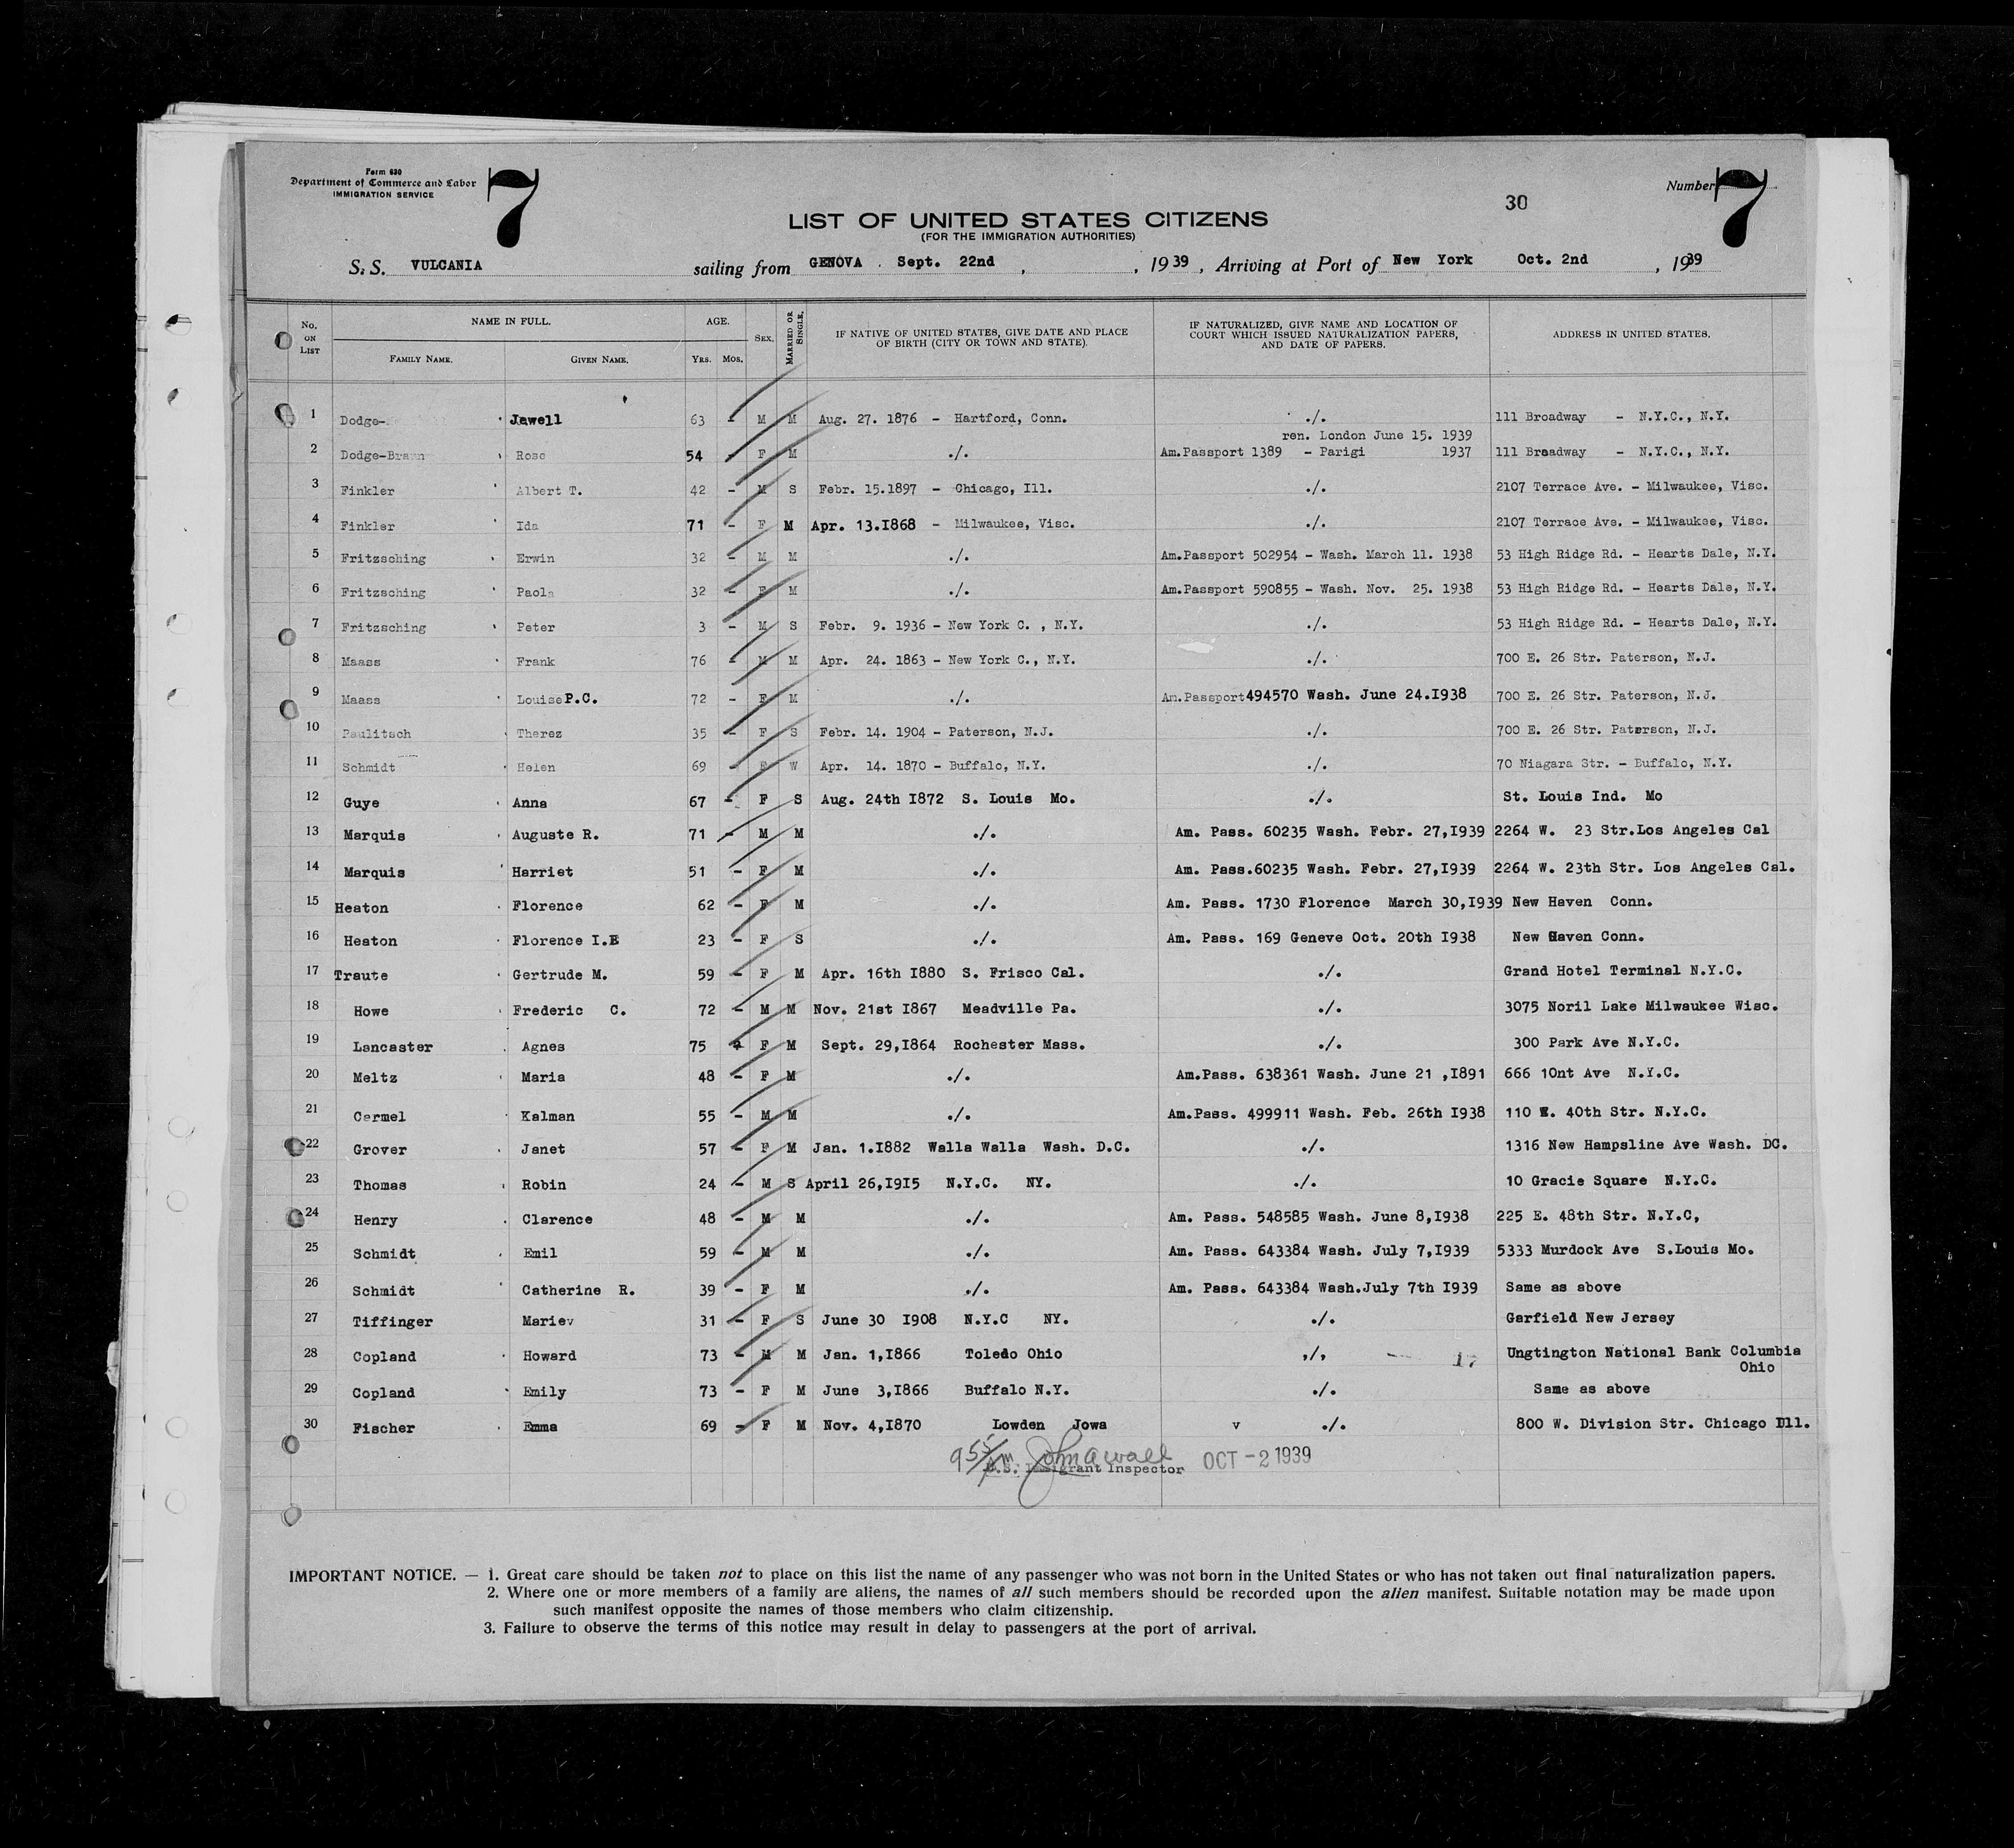 Form 630
Department of Commerce and Labor
IMMIGRATION SERVICE
7
30
Number 7
LIST OF UNITED STATES CITIZENS
(FOR THE IMMIGRATION AUTHORITIES)
S.S. VULCANIA sailing from GENOVA . Sept. 22nd , , 1939 , Arriving at Port of New York Oct. 2nd , 1939
No. ON LIST NAME IN FULL. AGE. SEX. MARRIED OR SINGLE. IF NATIVE OF UNITED STATES, GIVE DATE AND PLACE OF BIRTH (CITY OR TOWN AND STATE). IF NATURALIZED, GIVE NAME AND LOCATION OF COURT WHICH ISSUED NATURALIZATION PAPERS, AND DATE OF PAPERS. ADDRESS IN UNITED STATES.
FAMILY NAME. GIVEN NAME. YRS. MOS.
1 Dodge- Jewell 63 - M M Aug. 27. 1876 - Hartford, Conn. ./. 111 Broadway - N.Y.C., N.Y.
ren. London June 15. 1939
2 Dodge-Braun Rose 54 - F M ./. Am.Passport 1389 - Parigi 1937 111 Broadway - N.Y.C., N.Y.
3 Finkler Albert T. 42 - M S Febr. 15.1897 - Chicago, Ill. ./. 2107 Terrace Ave. - Milwaukee, Visc.
4 Finkler Ida 71 - F M Apr. 13.I868 - Milwaukee, Visc. ./. 2107 Terrace Ave. - Milwaukee, Visc.
5 Fritzsching Erwin 32 - M M ./. Am.Passport 502954 - Wash. March 11. 1938 53 High Ridge Rd. - Hearts Dale, N.Y.
6 Fritzsching Paola 32 - F M ./. Am.Passport 590855 - Wash. Nov. 25. 1938 53 High Ridge Rd. - Hearts Dale, N.Y.
7 Fritzsching Peter 3 - M S Febr. 9. 1936 - New York C. , N.Y. ./. 53 High Ridge Rd. - Hearts Dale, N.Y.
8 Maass Frank 76 - M M Apr. 24. 1863 - New York C., N.Y. ./. 700 E. 26 Str. Paterson, N.J.
9 Maass Louise P.C. 72 - F M ./. Am.Passport 494570 Wash. June 24.I938 700 E. 26 Str. Paterson, N.J.
10 Paulitsch Therez 35 - F S Febr. 14. 1904 - Paterson, N.J. ./. 700 E. 26 Str. Paterson, N.J.
11 Schmidt Helen 69 - F W Apr. 14. 1870 - Buffalo, N.Y. ./. 70 Niagara Str. - Buffalo, N.Y.
12 Guye Anna 67 - F S Aug. 24th I872 S. Louis Mo. ./. St. Louis Ind. Mo
13 Marquis Auguste R. 71 - M M ./. Am. Pass. 60235 Wash. Febr. 27,I939 2264 W. 23 Str.Los Angeles Cal
14 Marquis Harriet 51 - F M ./. Am. Pass.60235 Wash. Febr. 27,I939 2264 W. 23th Str. Los Angeles Cal.
15 Heaton Florence 62 - F M ./. Am. Pass. 1730 Florence March 30,I939 New Haven Conn.
16 Heaton Florence I.E 23 - F S ./. Am. Pass. 169 Geneve Oct. 20th I938 New Haven Conn.
17 Traute Gertrude M. 59 - F M Apr. 16th I880 S. Frisco Cal. ./. Grand Hotel Terminal N.Y.C.
18 Howe Frederic C. 72 - M M Nov. 21st I867 Meadville Pa. ./. 3075 Noril Lake Milwaukee Wisc.
19 Lancaster Agnes 75 - F M Sept. 29,I864 Rochester Mass. ./. 300 Park Ave N.Y.C.
20 Meltz Maria 48 - F M ./. Am.Pass. 638361 Wash. June 21 ,I891 666 10nt Ave N.Y.C.
21 Carmel Kalman 55 - M M ./. Am.Pass. 499911 Wash. Feb. 26th I938 110 E. 40th Str. N.Y.C.
22 Grover Janet 57 - F M Jan. 1.I882 Walla Walla Wash. D.C. ./. 1316 New Hampsline Ave Wash. DC.
23 Thomas Robin 24 - M S April 26,I9I5 N.Y.C. NY. ./. 10 Gracie Square N.Y.C.
24 Henry Clarence 48 - M M ./. Am. Pass. 548585 Wash. June 8,I938 225 E. 48th Str. N.Y.C,
25 Schmidt Emil 59 - M M ./. Am. Pass. 643384 Wash. July 7,I939 5333 Murdock Ave S.Louis Mo.
26 Schmidt Catherine R. 39 - F M ./. Am. Pass. 643384 Wash.July 7th I939 Same as above
27 Tiffinger Mariev 31 - F S June 30 I908 N.Y.C NY. ./. Garfield New Jersey
28 Copland Howard 73 - M M Jan. 1,I866 Toledo Ohio ,/, 17 Ungtington National Bank Columbia
Ohio
29 Copland Emily 73 - F M June 3,I866 Buffalo N.Y. ./. Same as above
30 Fischer Emma 69 - F M Nov. 4,I870 Lowden Jowa v ./. 800 W. Division Str. Chicago Ill.
9 55/m John A Wall OCT -2 1939
U.S. Immigrant Inspector
IMPORTANT NOTICE. — 1. Great care should be taken not to place on this list the name of any passenger who was not born in the United States or who has not taken out final naturalization papers.
2. Where one or more members of a family are aliens, the names of all such members should be recorded upon the alien manifest. Suitable notation may be made upon
such manifest opposite the names of those members who claim citizenship.
3. Failure to observe the terms of this notice may result in delay to passengers at the port of arrival.